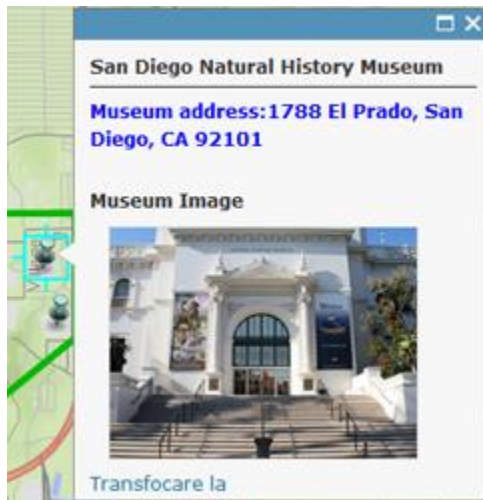 San Diego Natural History Museum
Museum address:1788 El Prado, San
Diego, CA 92101
Museum Image
Transfocare la